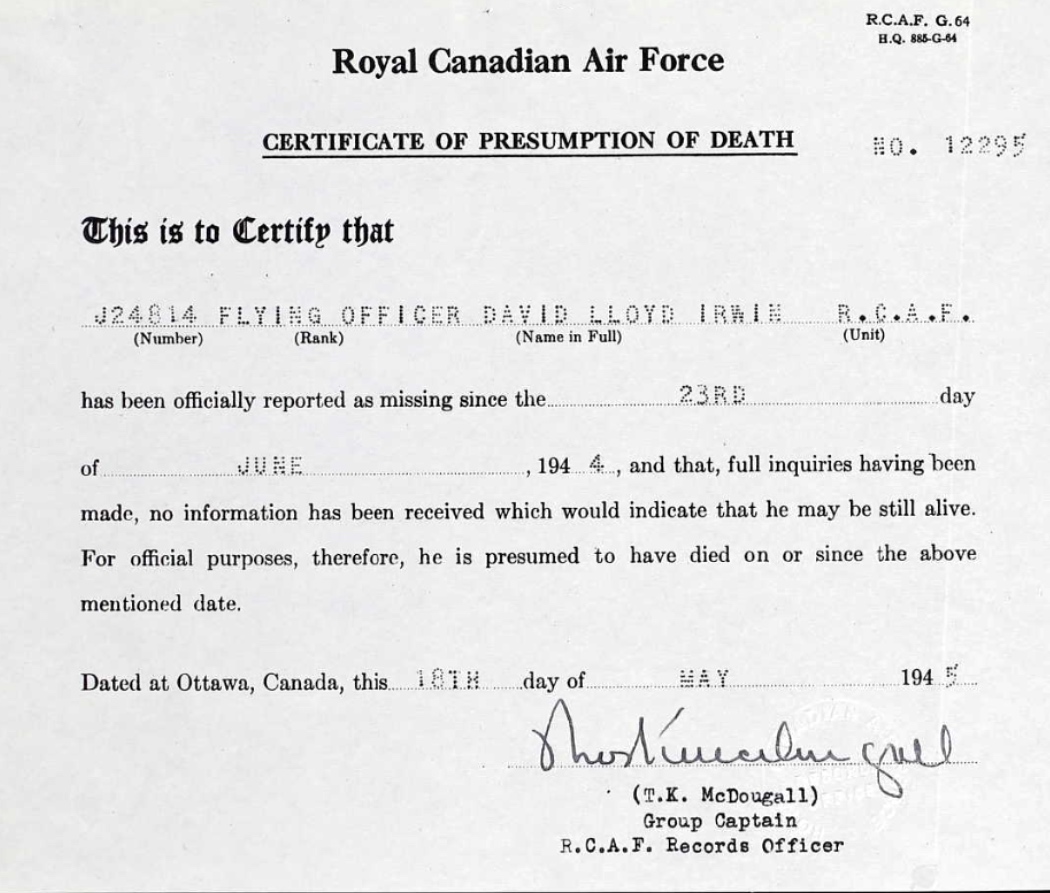 R.C.A.F. G. 64
H.Q. 885-G-64
Royal Canadian Air Force
CERTIFICATE OF PRESUMPTION OF DEATH NO. 12295
This is to Certify that
J24814 FLYING OFFICER DAVID LLOYD IRWIN R.C.A.F.
(Number) (Rank) (Name in Full) (Unit)
has been officially reported as missing since the 23RD day
of JUNE , 194 4 , and that, full inquiries having been
made, no information has been received which would indicate that he may be still alive.
For official purposes, therefore, he is presumed to have died on or since the above
mentioned date.
Dated at Ottawa, Canada, this 18TH day of MAY 194 5
(T.K. McDougall)
Group Captain
R.C.A.F. Records Officer